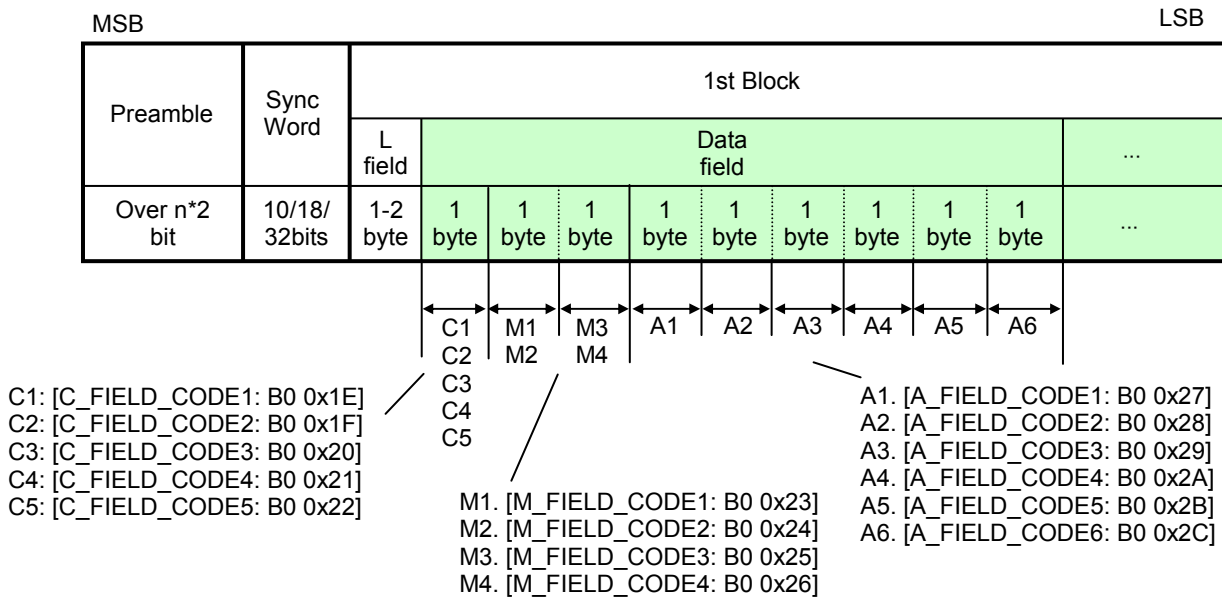 MSB
LSB
Preamble
Sync
Word
1st Block
L
field
Data
field
...
Over n*2
bit
10/18/
32bits
1-2
byte
1
byte
1
byte
1
byte
1
byte
1
byte
1
byte
1
byte
1
byte
1
byte
...
C1
C2
C3
C4
C5
M1
M2
M3
M4
A1
A2
A3
A4
A5
A6
C1: [C_FIELD_CODE1: B0 0x1E]
C2: [C_FIELD_CODE2: B0 0x1F]
C3: [C_FIELD_CODE3: B0 0x20]
C4: [C_FIELD_CODE4: B0 0x21]
C5: [C_FIELD_CODE5: B0 0x22]
M1. [M_FIELD_CODE1: B0 0x23]
M2. [M_FIELD_CODE2: B0 0x24]
M3. [M_FIELD_CODE3: B0 0x25]
M4. [M_FIELD_CODE4: B0 0x26]
A1. [A_FIELD_CODE1: B0 0x27]
A2. [A_FIELD_CODE2: B0 0x28]
A3. [A_FIELD_CODE3: B0 0x29]
A4. [A_FIELD_CODE4: B0 0x2A]
A5. [A_FIELD_CODE5: B0 0x2B]
A6. [A_FIELD_CODE6: B0 0x2C]